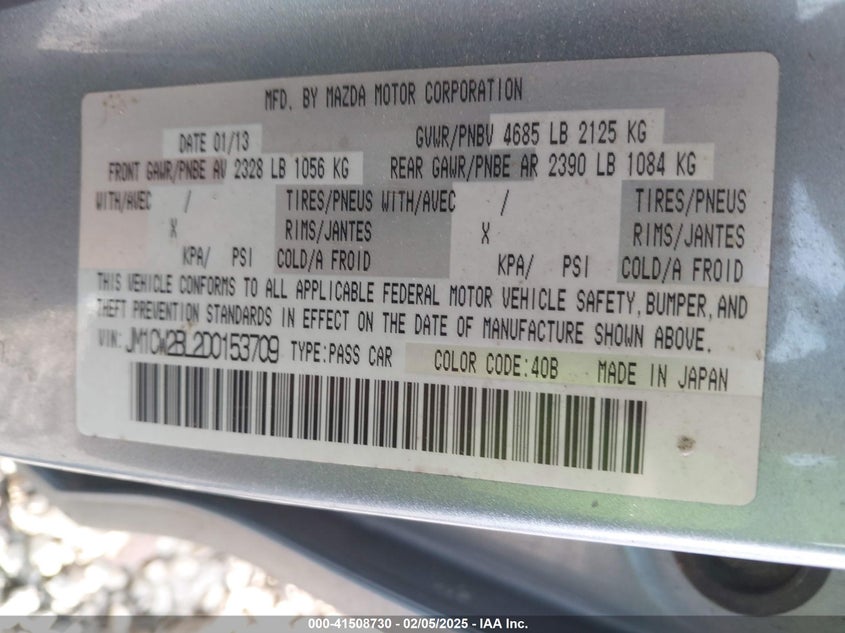 MFD. BY MAZDA MOTOR CORPORATION
DATE 01/13 GVWR/PNBV 4685 LB 2125 KG
FRONT GAWR/PNBE AV 2328 LB 1056 KG REAR GAWR/PNBE AR 2390 LB 1084 KG
WITH/AVEC / TIRES/PNEUS WITH/AVEC / TIRES/PNEUS
X RIMS/JANTES X RIMS/JANTES
KPA/ PSI COLD/A FROID KPA/ PSI COLD/A FROID
THIS VEHICLE CONFORMS TO ALL APPLICABLE FEDERAL MOTOR VEHICLE SAFETY, BUMPER, AND
THEFT PREVENTION STANDARDS IN EFFECT ON THE DATE OF MANUFACTURE SHOWN ABOVE.
VIN: JM1CW2BL2D0153709 TYPE:PASS CAR COLOR CODE:40B MADE IN JAPAN
000-41508730 - 02/05/2025 - IAA Inc.